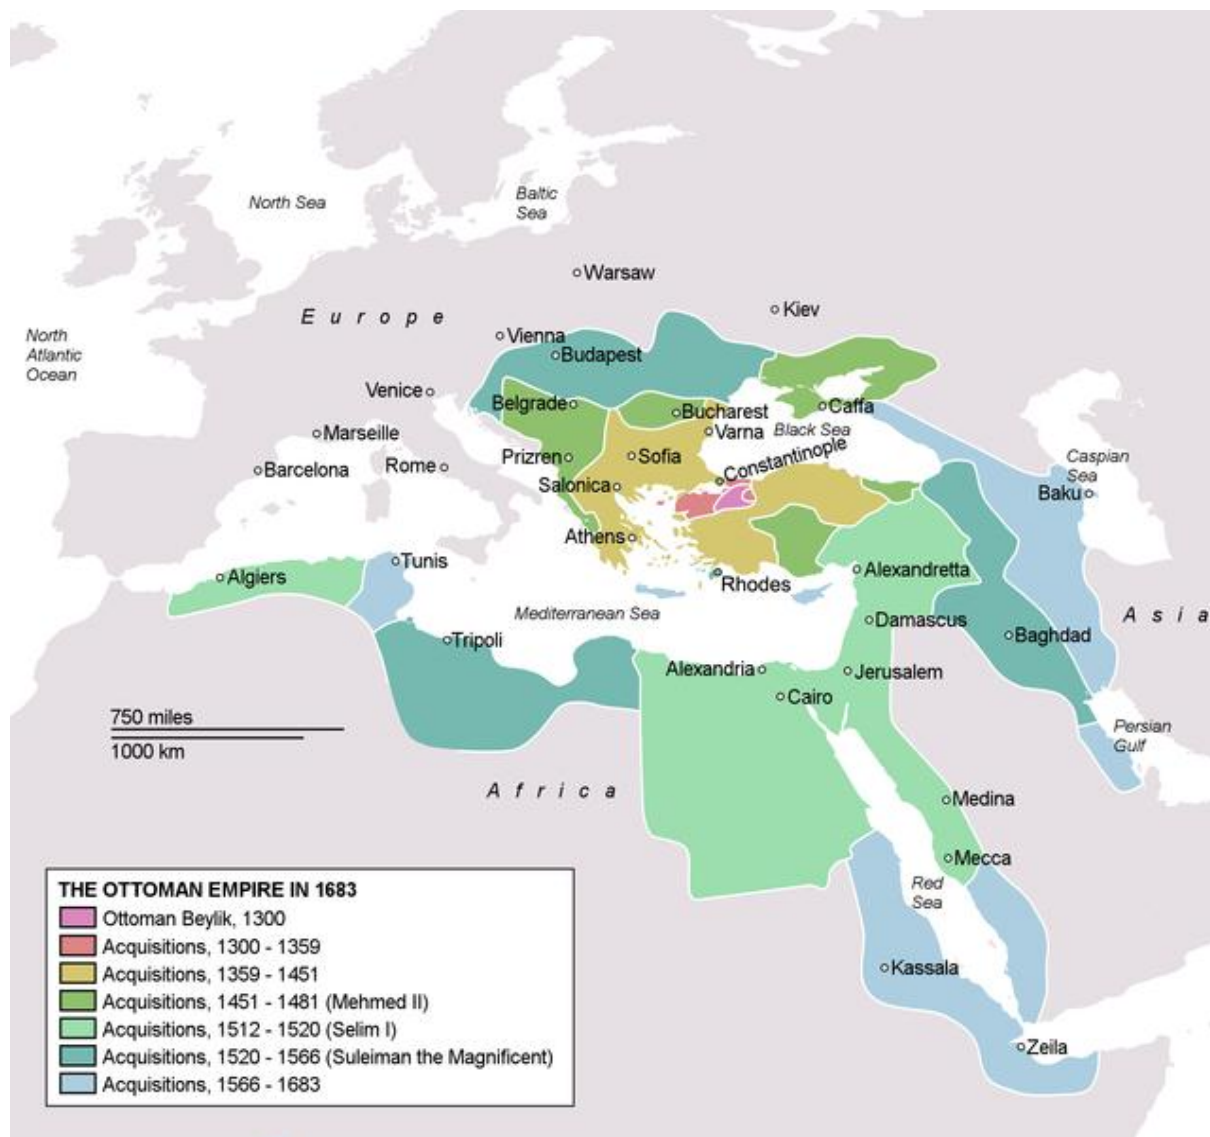 North Sea
Baltic
Sea
Warsaw
Europe
Kiev
North
Atlantic
Ocean
Vienna
Budapest
Venice
Belgrade
Bucharest
Caffa
Marseille
Varna
Black Sea
Barcelona
Rome
Prizren
Sofia
Constantinople
Caspian
Sea
Salonica
Baku
Athens
Tunis
Algiers
Rhodes
Alexandretta
Mediterranean Sea
Damascus
Asia
Tripoli
Baghdad
Alexandria
Jerusalem
Cairo
750 miles
1000 km
Persian
Gulf
Africa
Medina
Mecca
Red
Sea
Kassala
Zeila
THE OTTOMAN EMPIRE IN 1683
Ottoman Beylik, 1300
Acquisitions, 1300 - 1359
Acquisitions, 1359 - 1451
Acquisitions, 1451 - 1481 (Mehmed II)
Acquisitions, 1512 - 1520 (Selim I)
Acquisitions, 1520 - 1566 (Suleiman the Magnificent)
Acquisitions, 1566 - 1683